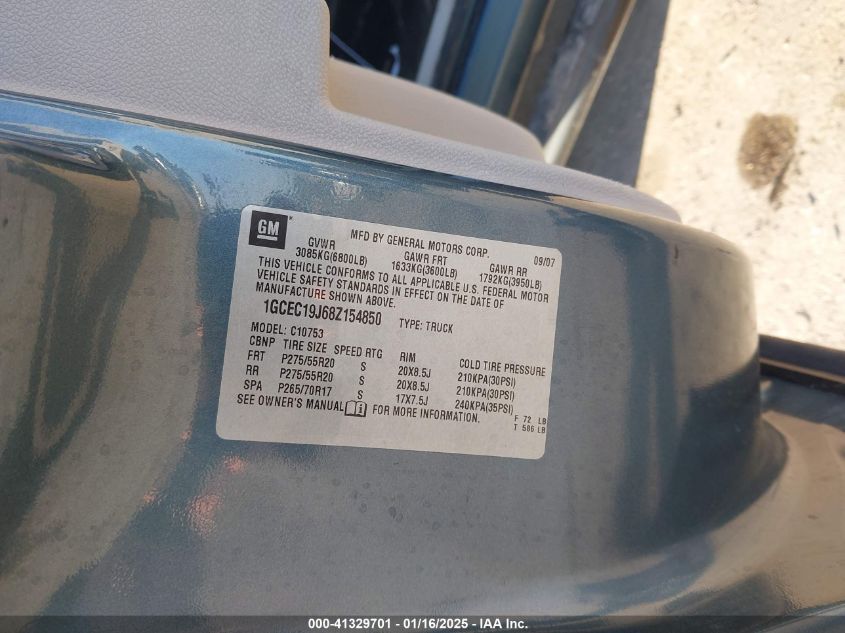 GM
MFD BY GENERAL MOTORS CORP. 09/07
GVWR GAWR FRT GAWR RR
3085KG(6800LB) 1633KG(3600LB) 1792KG(3950LB)
THIS VEHICLE CONFORMS TO ALL APPLICABLE U.S. FEDERAL MOTOR
VEHICLE SAFETY STANDARDS IN EFFECT ON THE DATE OF
MANUFACTURE SHOWN ABOVE.
1GCEC19J68Z154850 TYPE: TRUCK
MODEL: C10753
CBNP TIRE SIZE SPEED RTG RIM COLD TIRE PRESSURE
FRT P275/55R20 S 20X8.5J 210KPA(30PSI)
RR P275/55R20 S 20X8.5J 210KPA(30PSI)
SPA P265/70R17 S 17X7.5J 240KPA(35PSI)
SEE OWNER'S MANUAL FOR MORE INFORMATION.
F 72 LB
T 586 LB
000-41329701 - 01/16/2025 - IAA Inc.